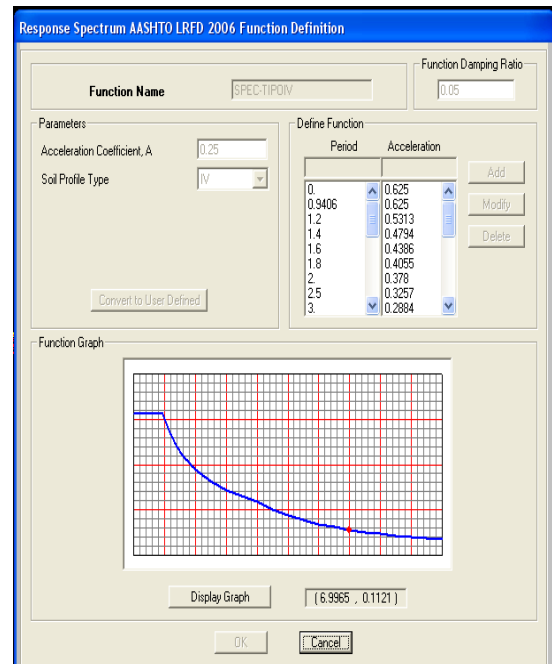 Response Spectrum AASHTO LRFD 2006 Function Definition
Function Damping Ratio
Function Name SPEC-TIPOIV 0.05
Parameters
Acceleration Coefficient, A 0.25
Soil Profile Type IV
Convert to User Defined
Define Function
Period Acceleration
0. 0.625
0.9406 0.625
1.2 0.5313
1.4 0.4794
1.6 0.4386
1.8 0.4055
2. 0.378
2.5 0.3257
3. 0.2884
Add
Modify
Delete
Function Graph
Display Graph (6.9965 , 0.1121)
OK Cancel